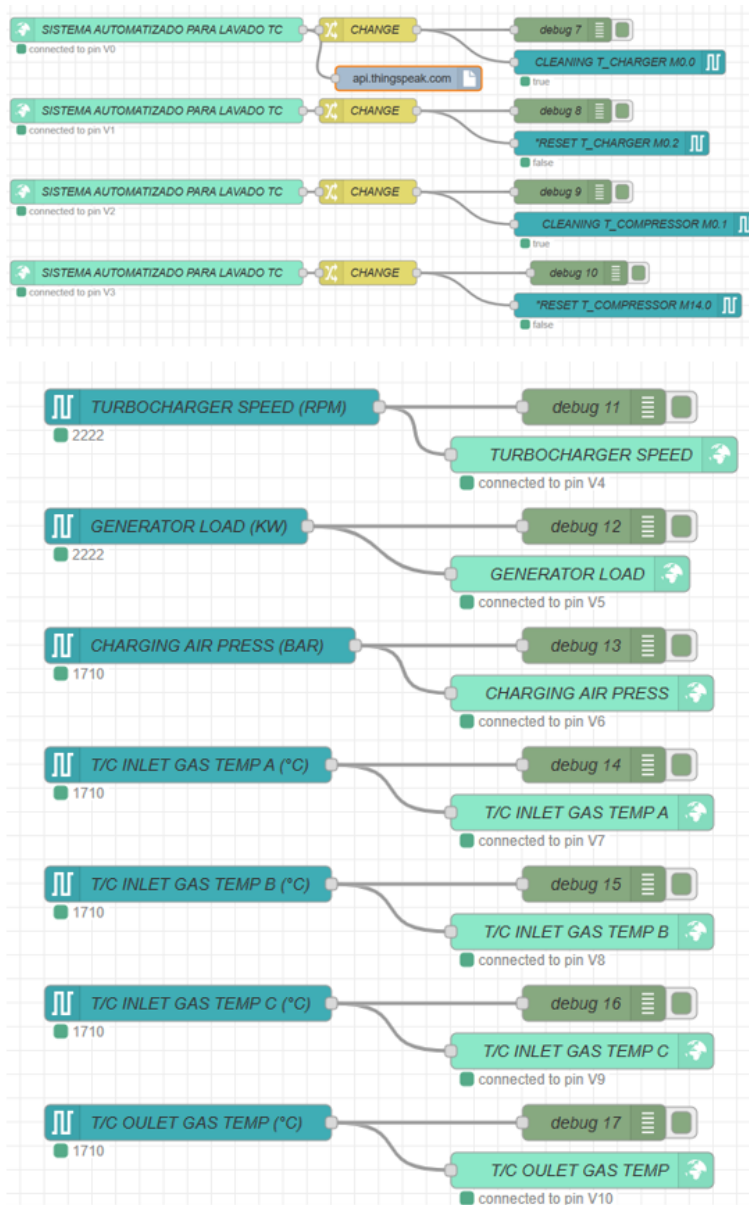 SISTEMA AUTOMATIZADO PARA LAVADO TC CHANGE debug 7
connected to pin V0
CLEANING T_CHARGER M0.0
true
api.thingspeak.com
SISTEMA AUTOMATIZADO PARA LAVADO TC CHANGE debug 8
connected to pin V1
*RESET T_CHARGER M0.2
false
SISTEMA AUTOMATIZADO PARA LAVADO TC CHANGE debug 9
connected to pin V2
CLEANING T_COMPRESSOR M0.1
true
SISTEMA AUTOMATIZADO PARA LAVADO TC CHANGE debug 10
connected to pin V3
*RESET T_COMPRESSOR M14.0
false
TURBOCHARGER SPEED (RPM) debug 11
2222
TURBOCHARGER SPEED
connected to pin V4
GENERATOR LOAD (KW) debug 12
2222
GENERATOR LOAD
connected to pin V5
CHARGING AIR PRESS (BAR) debug 13
1710
CHARGING AIR PRESS
connected to pin V6
T/C INLET GAS TEMP A (°C) debug 14
1710
T/C INLET GAS TEMP A
connected to pin V7
T/C INLET GAS TEMP B (°C) debug 15
1710
T/C INLET GAS TEMP B
connected to pin V8
T/C INLET GAS TEMP C (°C) debug 16
1710
T/C INLET GAS TEMP C
connected to pin V9
T/C OULET GAS TEMP (°C) debug 17
1710
T/C OULET GAS TEMP
connected to pin V10